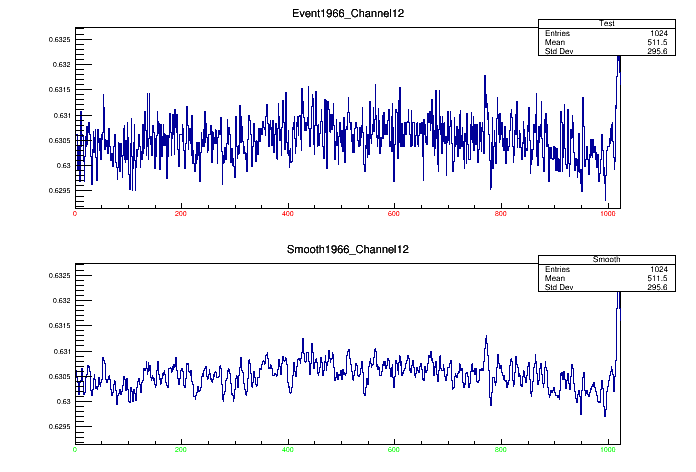 Event1966_Channel12
Test
Entries 1024
Mean 511.5
Std Dev 295.6
0.6325
0.632
0.6315
0.631
0.6305
0.63
0.6295
0 200 400 600 800 1000
Smooth1966_Channel12
Smooth
Entries 1024
Mean 511.5
Std Dev 295.6
0.6325
0.632
0.6315
0.631
0.6305
0.63
0.6295
0 200 400 600 800 1000